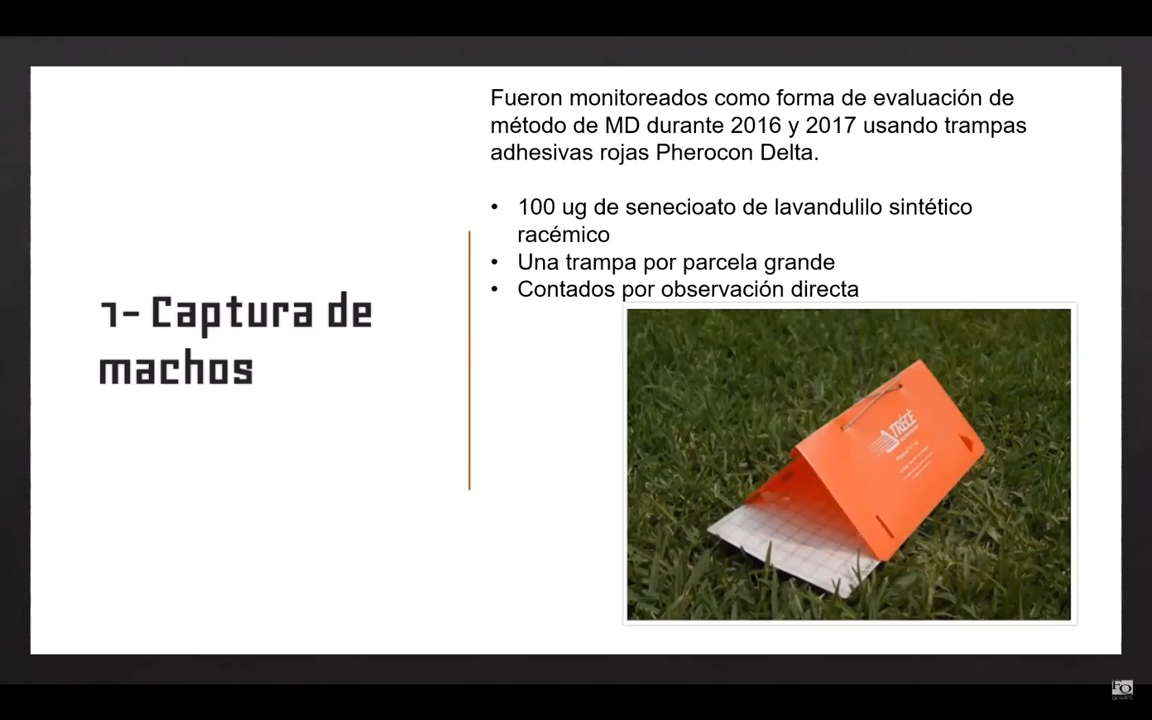 Fueron monitoreados como forma de evaluación de
método de MD durante 2016 y 2017 usando trampas
adhesivas rojas Pherocon Delta.
• 100 ug de senecioato de lavandulilo sintético
racémico
• Una trampa por parcela grande
• Contados por observación directa
1- Captura de
machos
TRÉCÉ